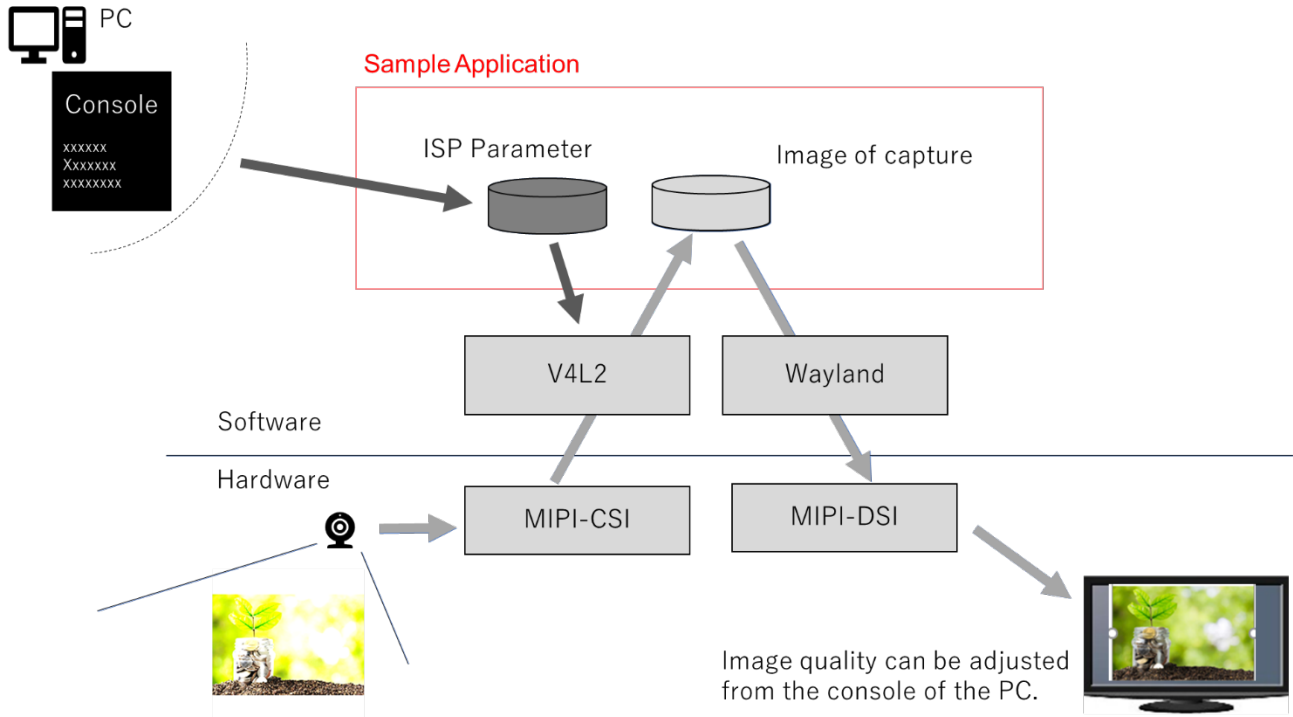 PC
Sample Application
Console
xxxxxx
Xxxxxxx
xxxxxxxx
ISP Parameter
Image of capture
V4L2
Wayland
Software
Hardware
MIPI-CSI
MIPI-DSI
Image quality can be adjusted
from the console of the PC.